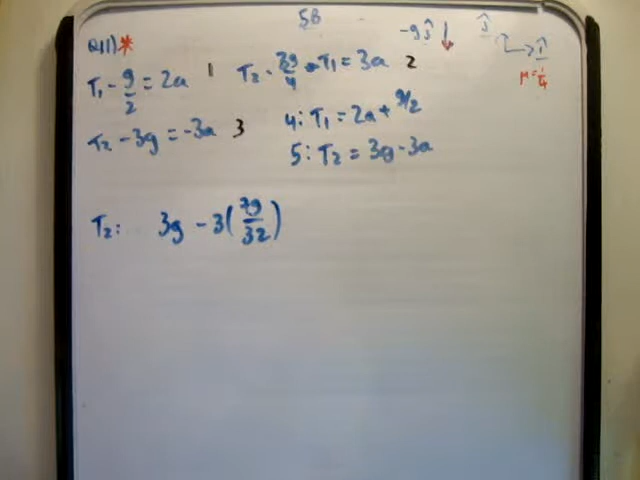 5B
Q11)*
-gĵ ↓
ĵ
î
μ=1/4
T₁ - g/2 = 2a 1
T₂ - 3g/4 - T₁ = 3a 2
T₂ - 3g = -3a 3
4: T₁ = 2a + g/2
5: T₂ = 3g - 3a
T₂: 3g - 3(7g/32)